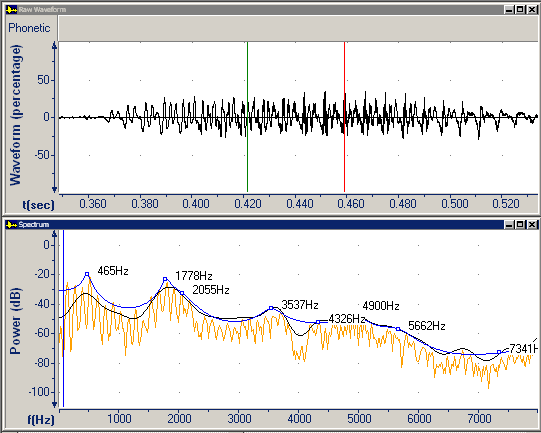 Raw Waveform
Phonetic
Waveform (percentage)
50
0
-50
t(sec)
0.360
0.380
0.400
0.420
0.440
0.460
0.480
0.500
0.520
Spectrum
Power (dB)
0
-20
-40
-60
-80
-100
465Hz
1778Hz
2055Hz
3537Hz
4326Hz
4900Hz
5662Hz
7341H
f(Hz)
1000
2000
3000
4000
5000
6000
7000